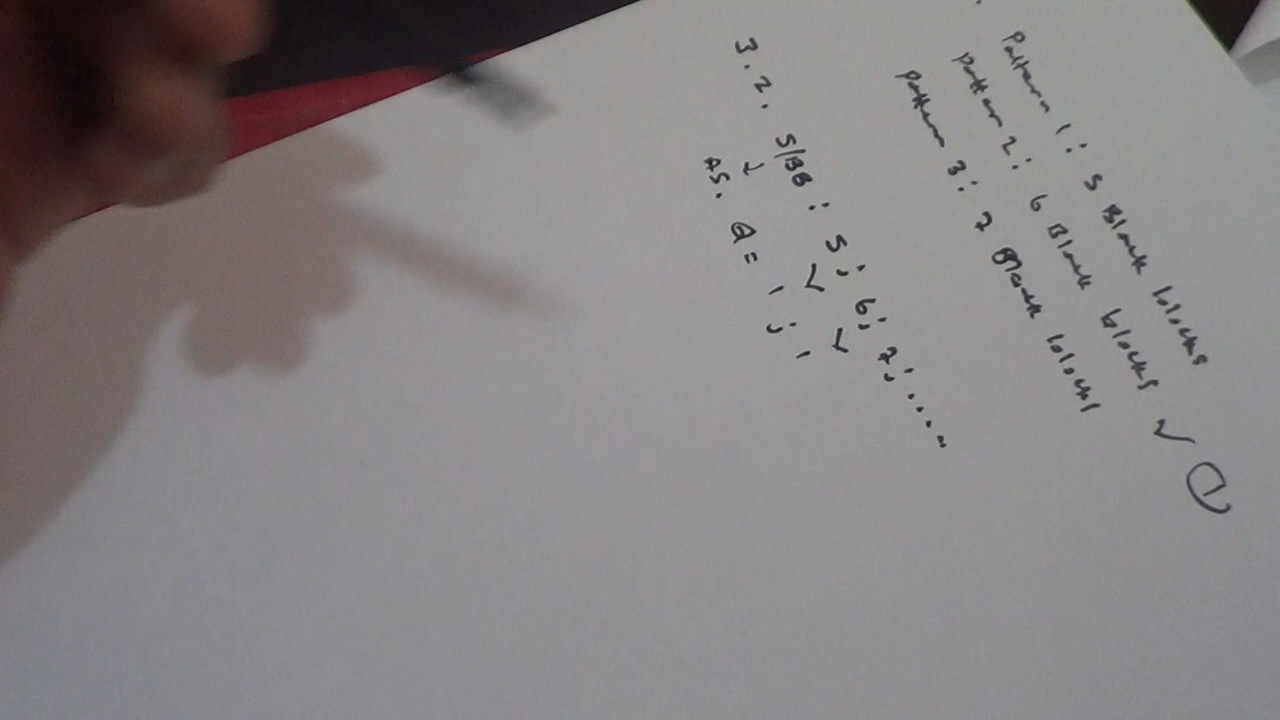 Pattern 1: 5 Black blocks
Pattern 2: 6 Black blocks ✓ ①
Pattern 3: 7 Black blocks
3.2. S/BB : 5; 6; 7; ....
AS. d = 1 ; 1